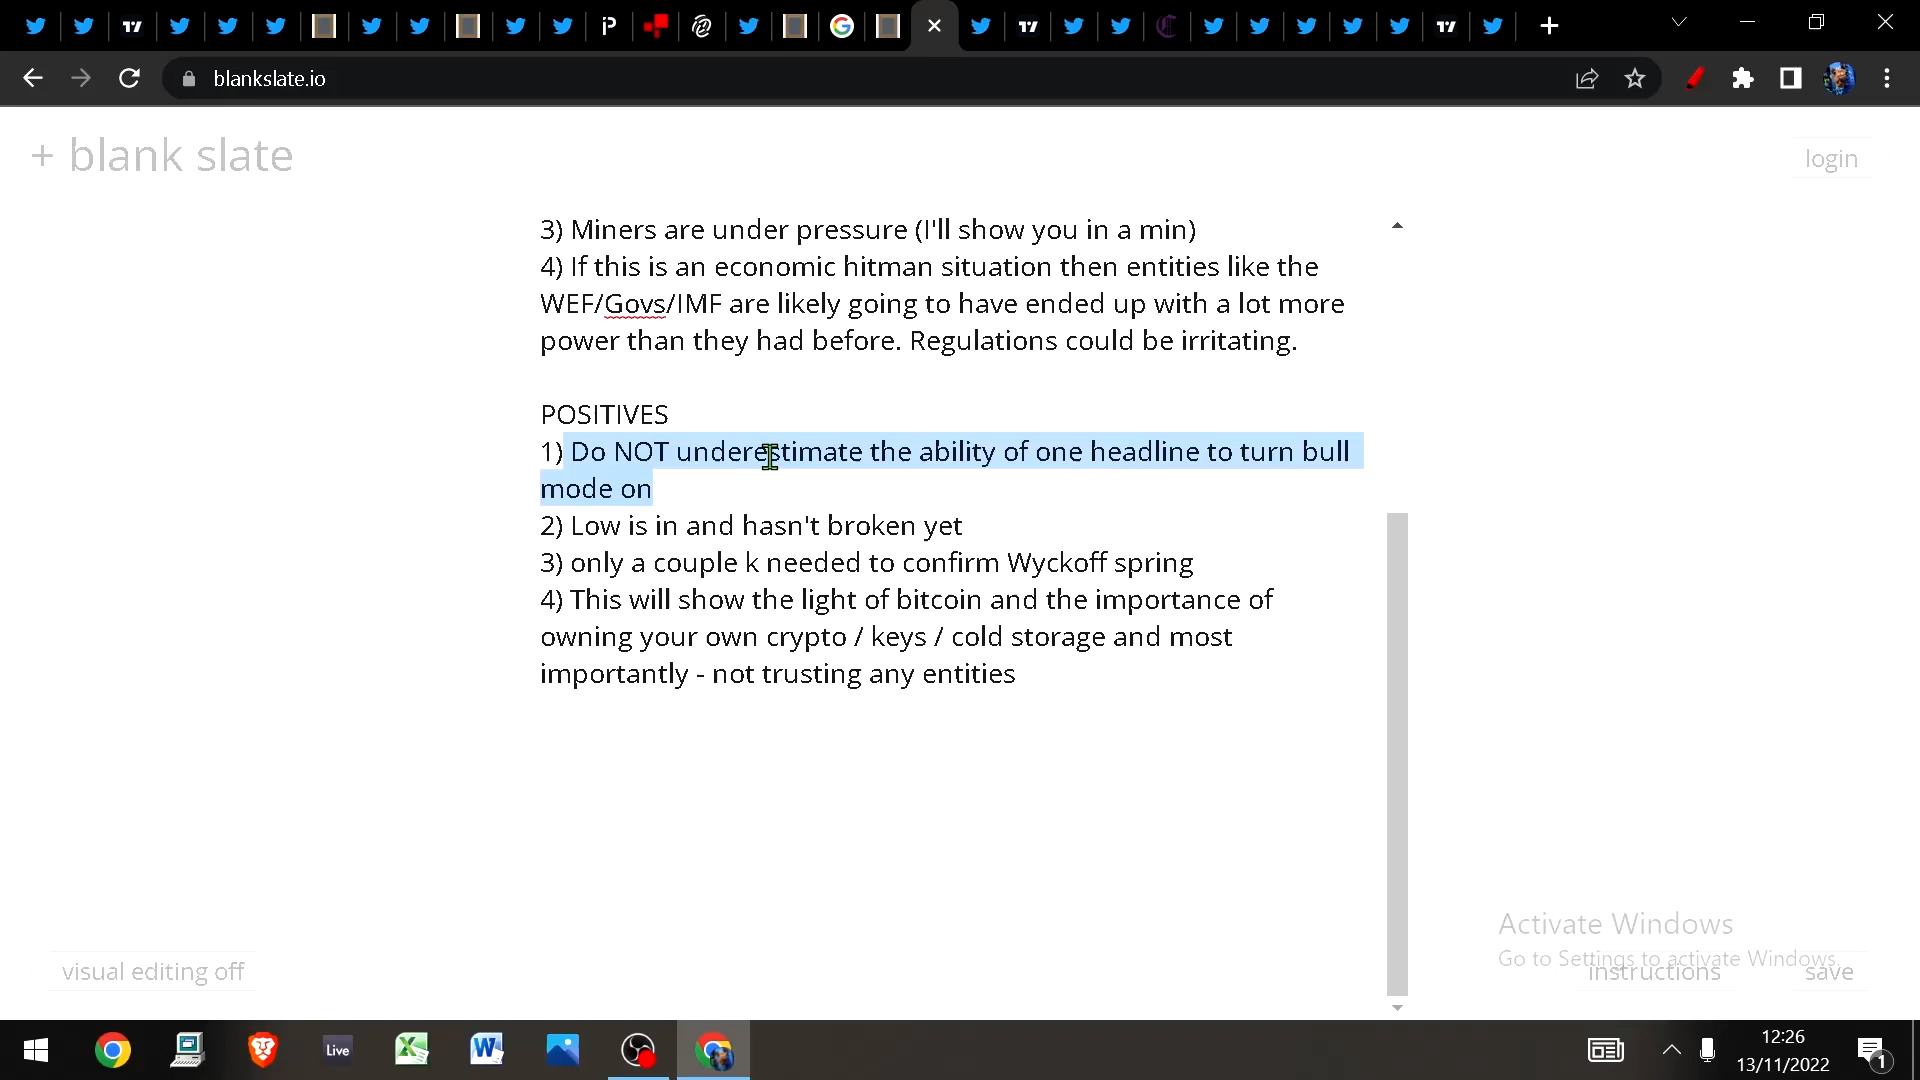 blankslate.io
+ blank slate
login
3) Miners are under pressure (I'll show you in a min)
4) If this is an economic hitman situation then entities like the
WEF/Govs/IMF are likely going to have ended up with a lot more
power than they had before. Regulations could be irritating.
POSITIVES
1) Do NOT underestimate the ability of one headline to turn bull
mode on
2) Low is in and hasn't broken yet
3) only a couple k needed to confirm Wyckoff spring
4) This will show the light of bitcoin and the importance of
owning your own crypto / keys / cold storage and most
importantly - not trusting any entities
Activate Windows
Go to Settings to activate Windows.
visual editing off
instructions
save
Live
12:26
13/11/2022
1